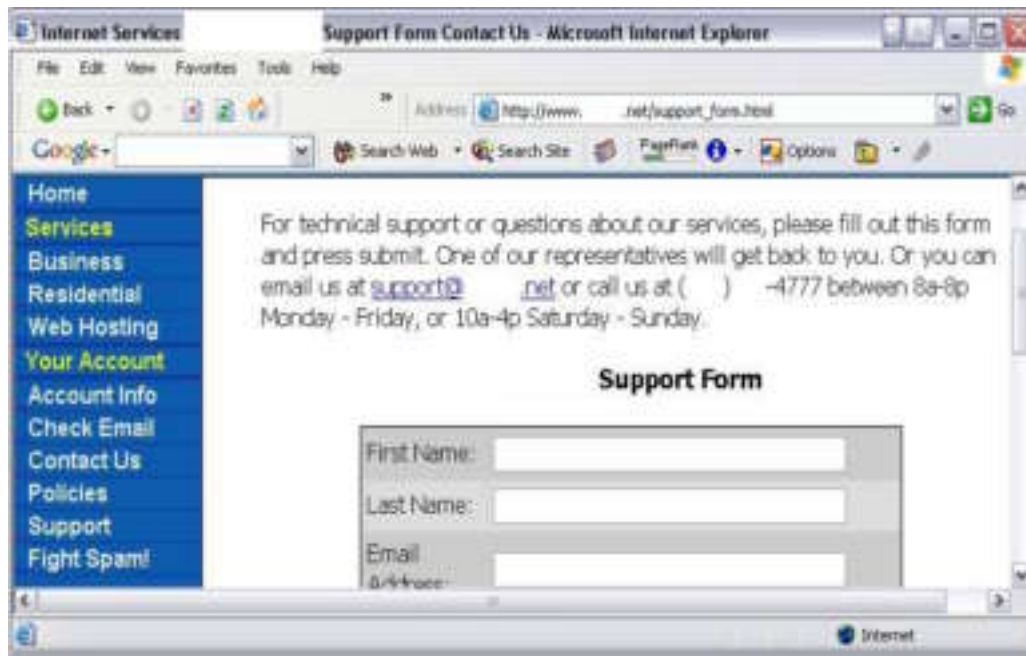 Internet Services Support Form Contact Us - Microsoft Internet Explorer
File Edit View Favorites Tools Help
Back Address http://www. .net/support_form.html Go
Google Search Web Search Site PageRank Options
Home
Services
Business
Residential
Web Hosting
Your Account
Account Info
Check Email
Contact Us
Policies
Support
Fight Spam!
For technical support or questions about our services, please fill out this form
and press submit. One of our representatives will get back to you. Or you can
email us at support@ .net or call us at ( ) -4777 between 8a-8p
Monday - Friday, or 10a-4p Saturday - Sunday.
Support Form
First Name:
Last Name:
Email
Address:
Internet